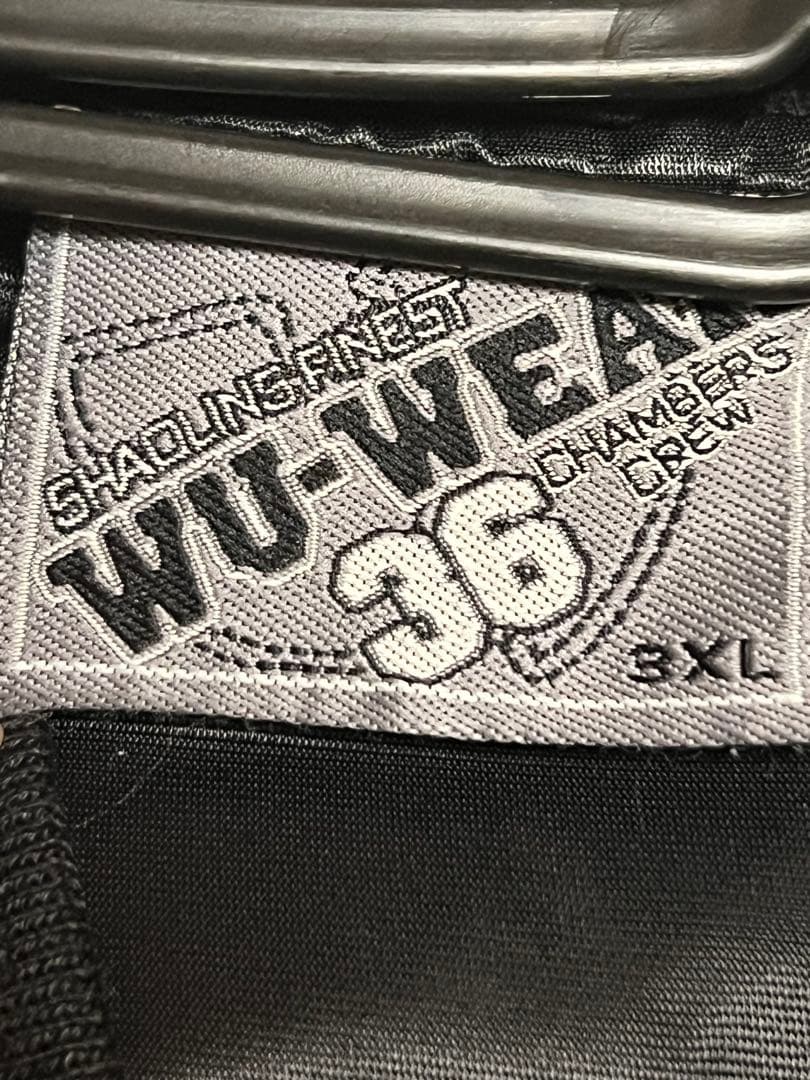 SHAOLINS FINEST
WU-WEAR
36
CHAMBERS
CREW
3XL